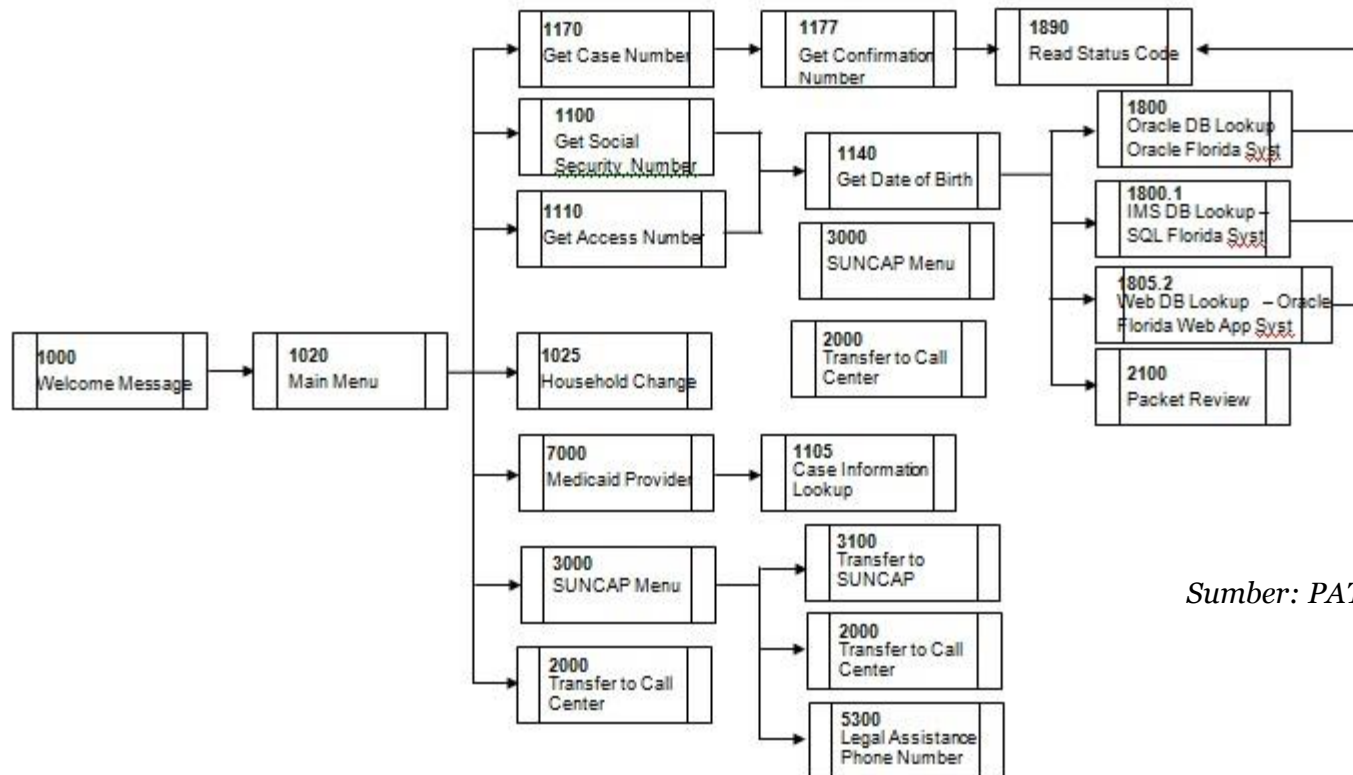 1170
Get Case Number
1177
Get Confirmation
Number
1890
Read Status Code
1100
Get Social
Security Number
1110
Get Access Number
1140
Get Date of Birth
3000
SUNCAP Menu
2000
Transfer to Call
Center
1800
Oracle DB Lookup
Oracle Florida Syst
1800.1
IMS DB Lookup –
SQL Florida Syst
1805.2
Web DB Lookup – Oracle
Florida Web App Syst
2100
Packet Review
1000
Welcome Message
1020
Main Menu
1025
Household Change
7000
Medicaid Provider
1105
Case Information
Lookup
3000
SUNCAP Menu
3100
Transfer to
SUNCAP
2000
Transfer to Call
Center
5300
Legal Assistance
Phone Number
2000
Transfer to Call
Center
Sumber: PAT